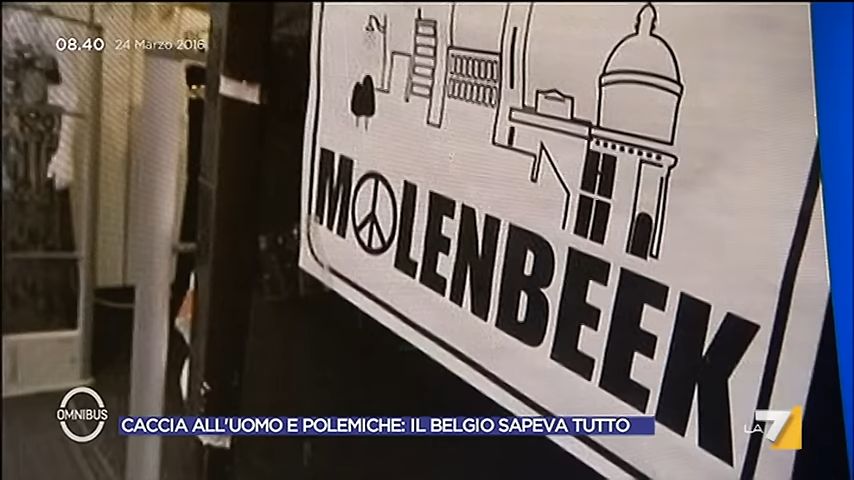 08.40 24 Marzo 2016
MOLENBEEK
OMNIBUS
CACCIA ALL'UOMO E POLEMICHE: IL BELGIO SAPEVA TUTTO
LA7